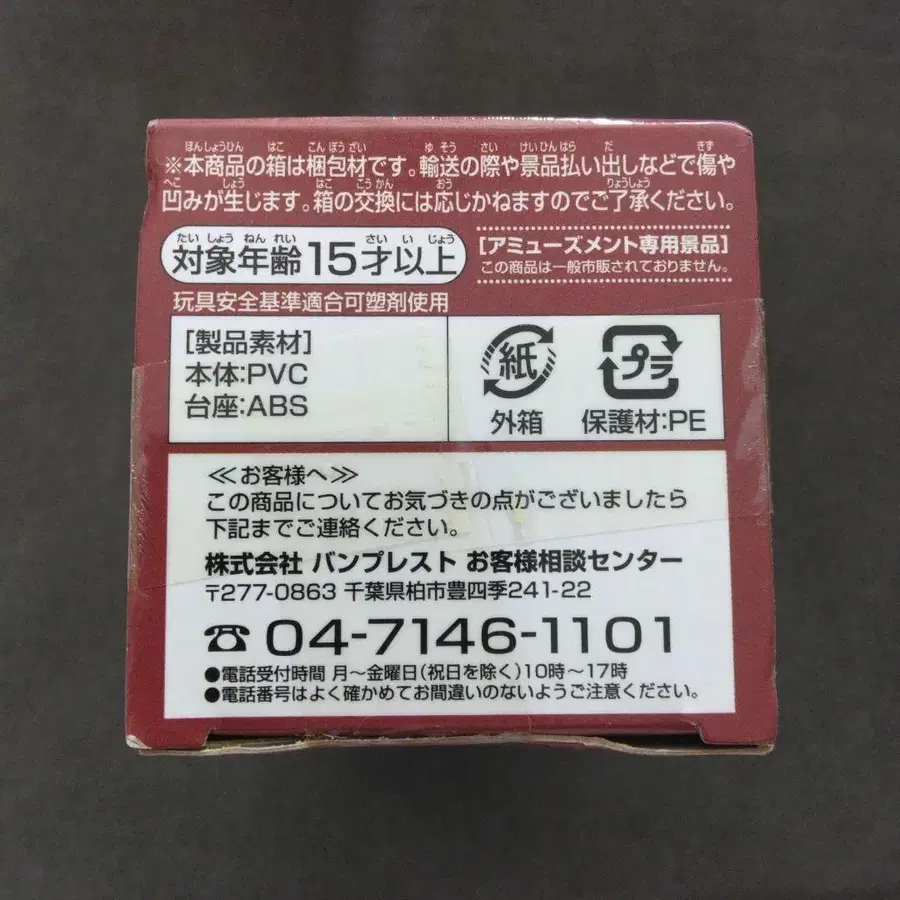 ※本商品の箱は梱包材です。輸送の際や景品払い出しなどで傷や
凹みが生じます。箱の交換には応じかねますのでご了承ください。
対象年齢15才以上
[アミューズメント専用景品]
この商品は一般市販されておりません。
玩具安全基準適合可塑剤使用
[製品素材]
本体:PVC
台座:ABS
紙
外箱
プラ
保護材:PE
≪お客様へ≫
この商品についてお気づきの点がございましたら
下記までご連絡ください。
株式会社 バンプレスト お客様相談センター
〒277-0863 千葉県柏市豊四季241-22
☎ 04-7146-1101
●電話受付時間 月〜金曜日(祝日を除く)10時〜17時
●電話番号はよく確かめてお間違いのないようご注意ください。